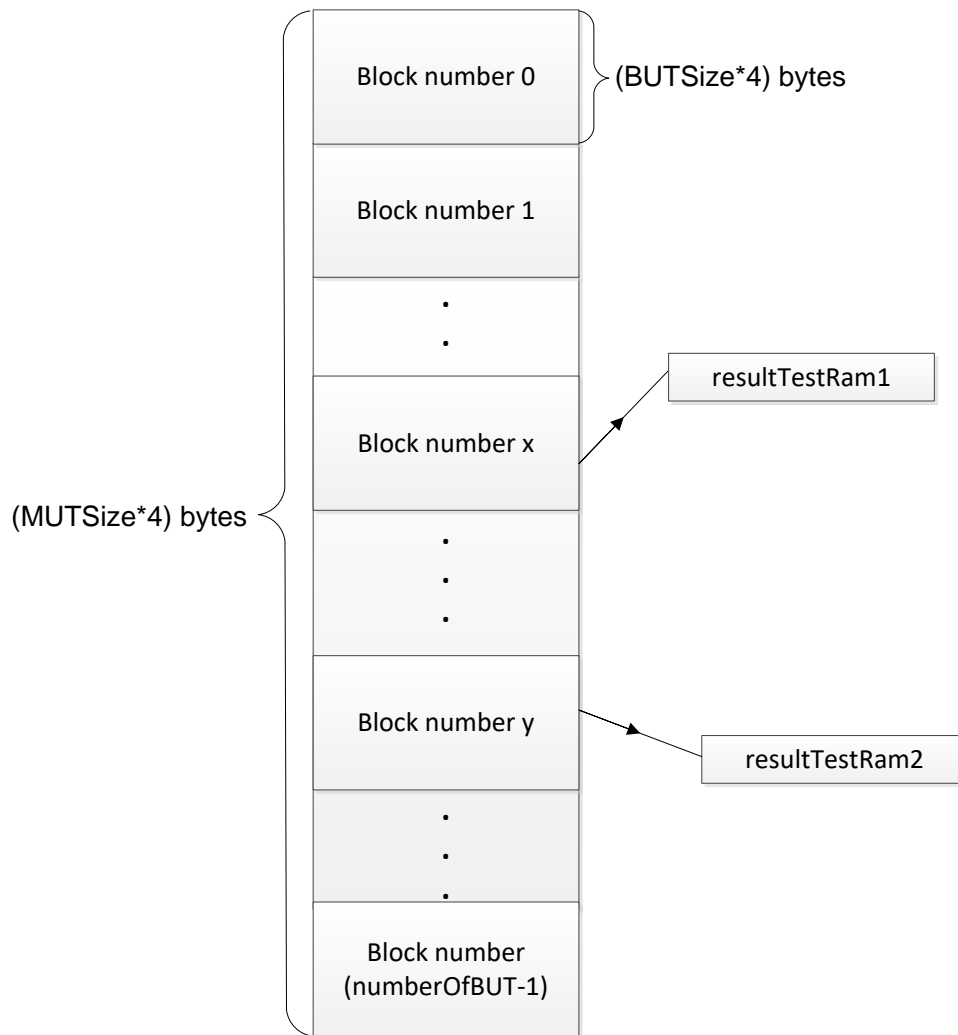 Block number 0
(BUTSize*4) bytes
Block number 1
.
.
resultTestRam1
Block number x
(MUTSize*4) bytes
.
.
.
Block number y
resultTestRam2
.
.
.
Block number
(numberOfBUT-1)